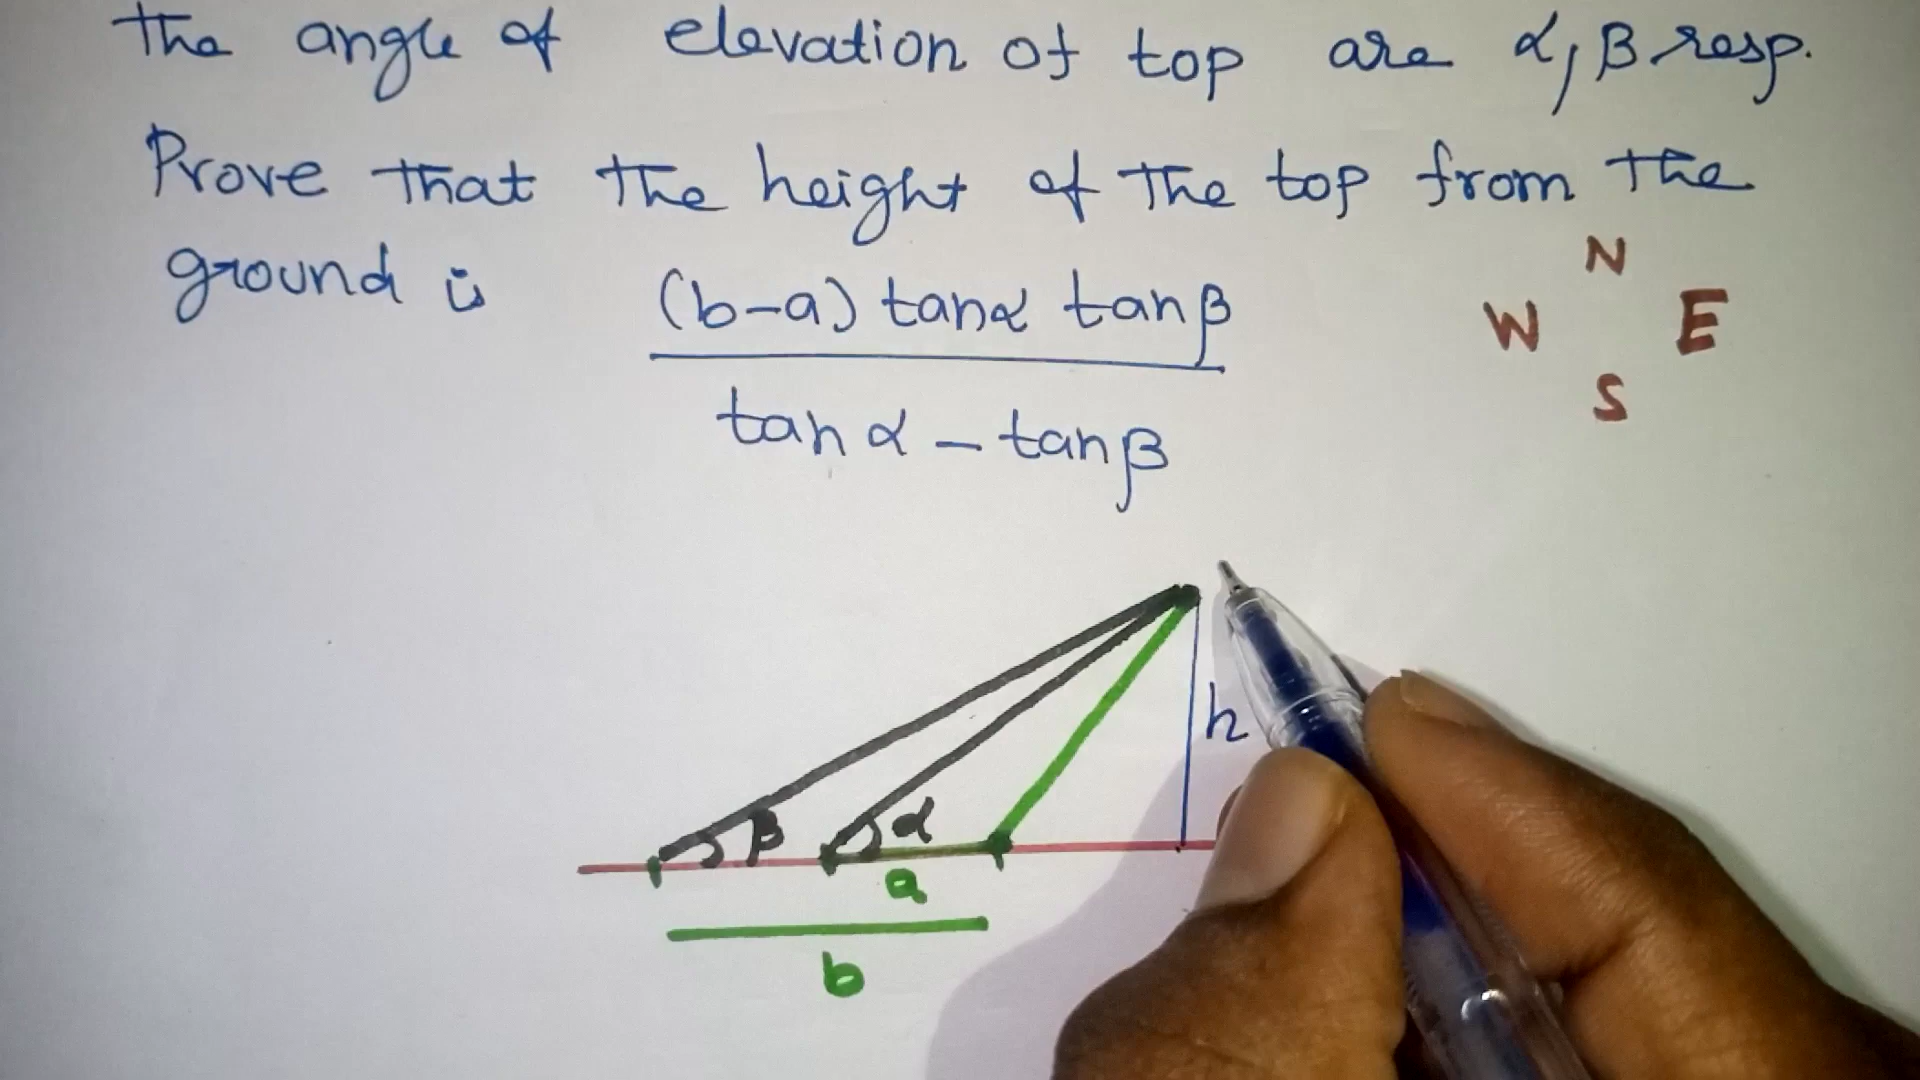 The angle of elevation of top are α, β resp.
Prove that the height of the top from the
ground is (b-a) tanα tanβ
tanα - tanβ
N
W E
S
h
β α
a
b